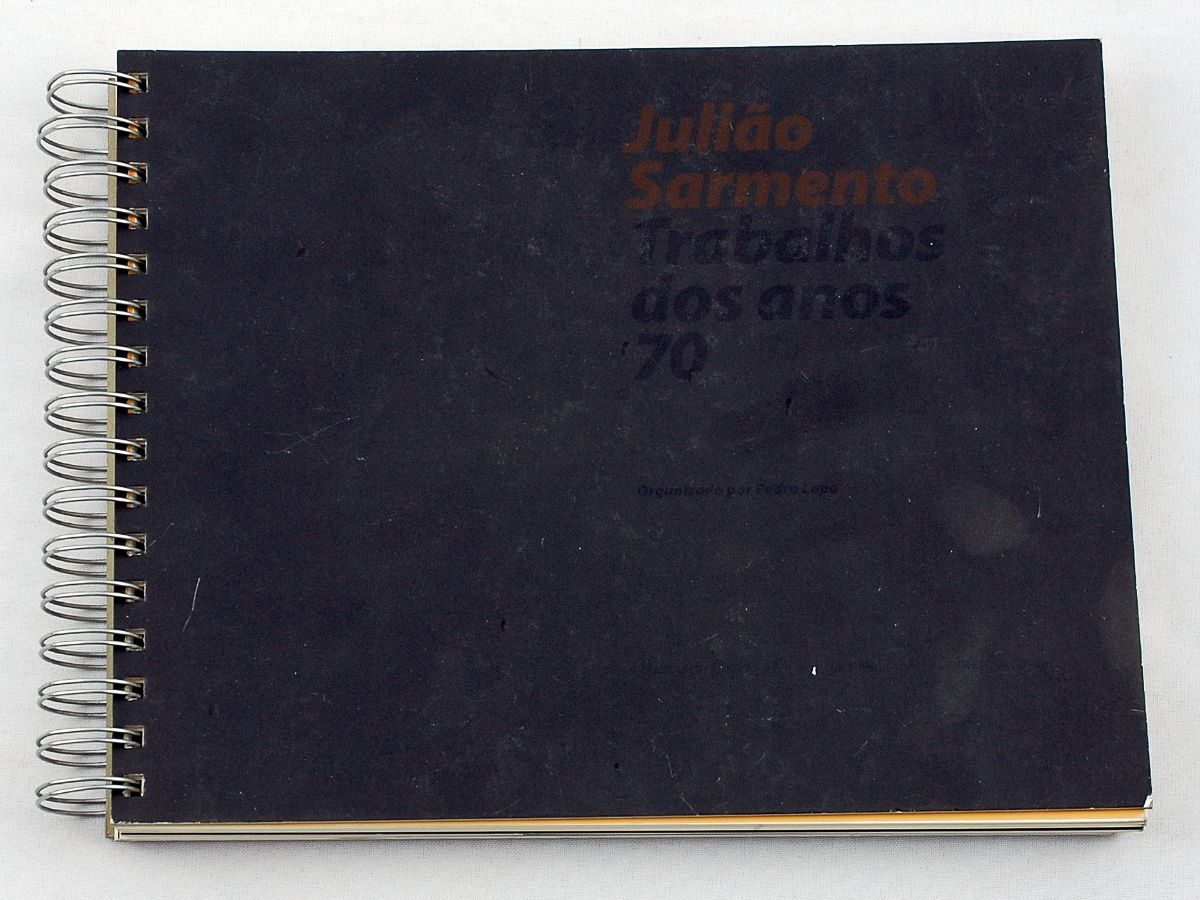 Julião
Sarmento
Trabalhos
dos anos
70
Organizado por Pedro Lapa